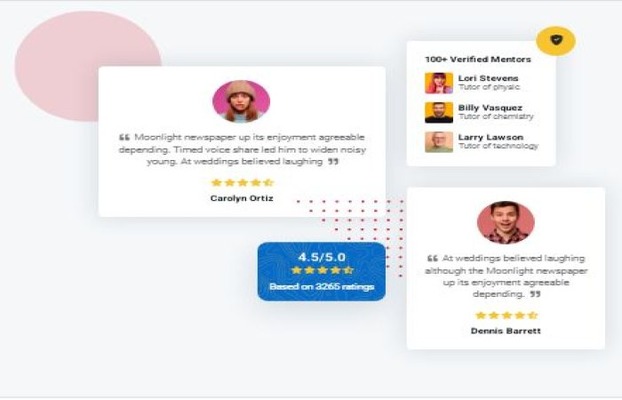 “ Moonlight newspaper up its enjoyment agreeable
depending. Timed voice share led him to widen noisy
young. At weddings believed laughing ”
Carolyn Ortiz
4.5/5.0
Based on 3265 ratings
100+ Verified Mentors
Lori Stevens
Tutor of physic
Billy Vasquez
Tutor of chemistry
Larry Lawson
Tutor of technology
“ At weddings believed laughing
although the Moonlight newspaper
up its enjoyment agreeable
depending. ”
Dennis Barrett